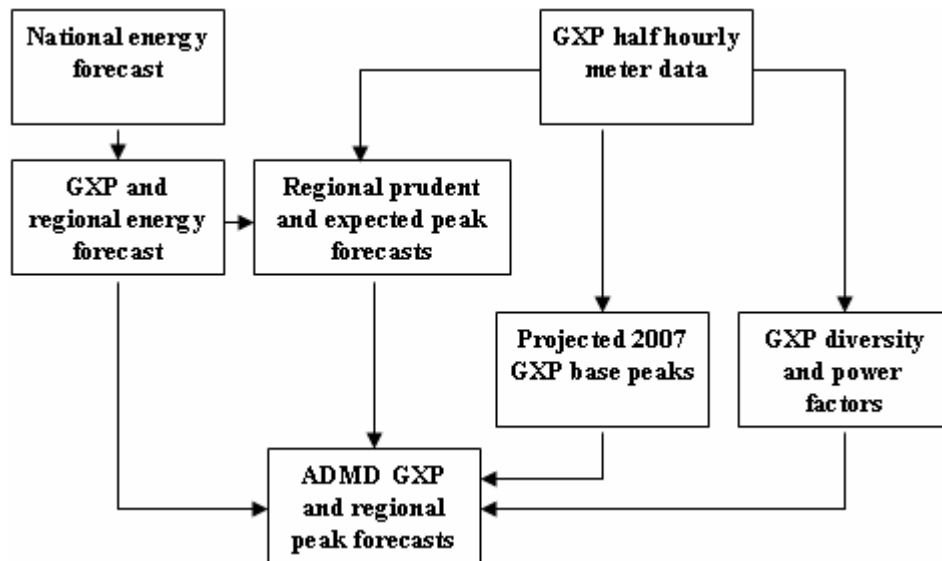 National energy
forecast
GXP half hourly
meter data
GXP and
regional energy
forecast
Regional prudent
and expected peak
forecasts
Projected 2007
GXP base peaks
GXP diversity
and power
factors
ADMD GXP
and regional
peak forecasts